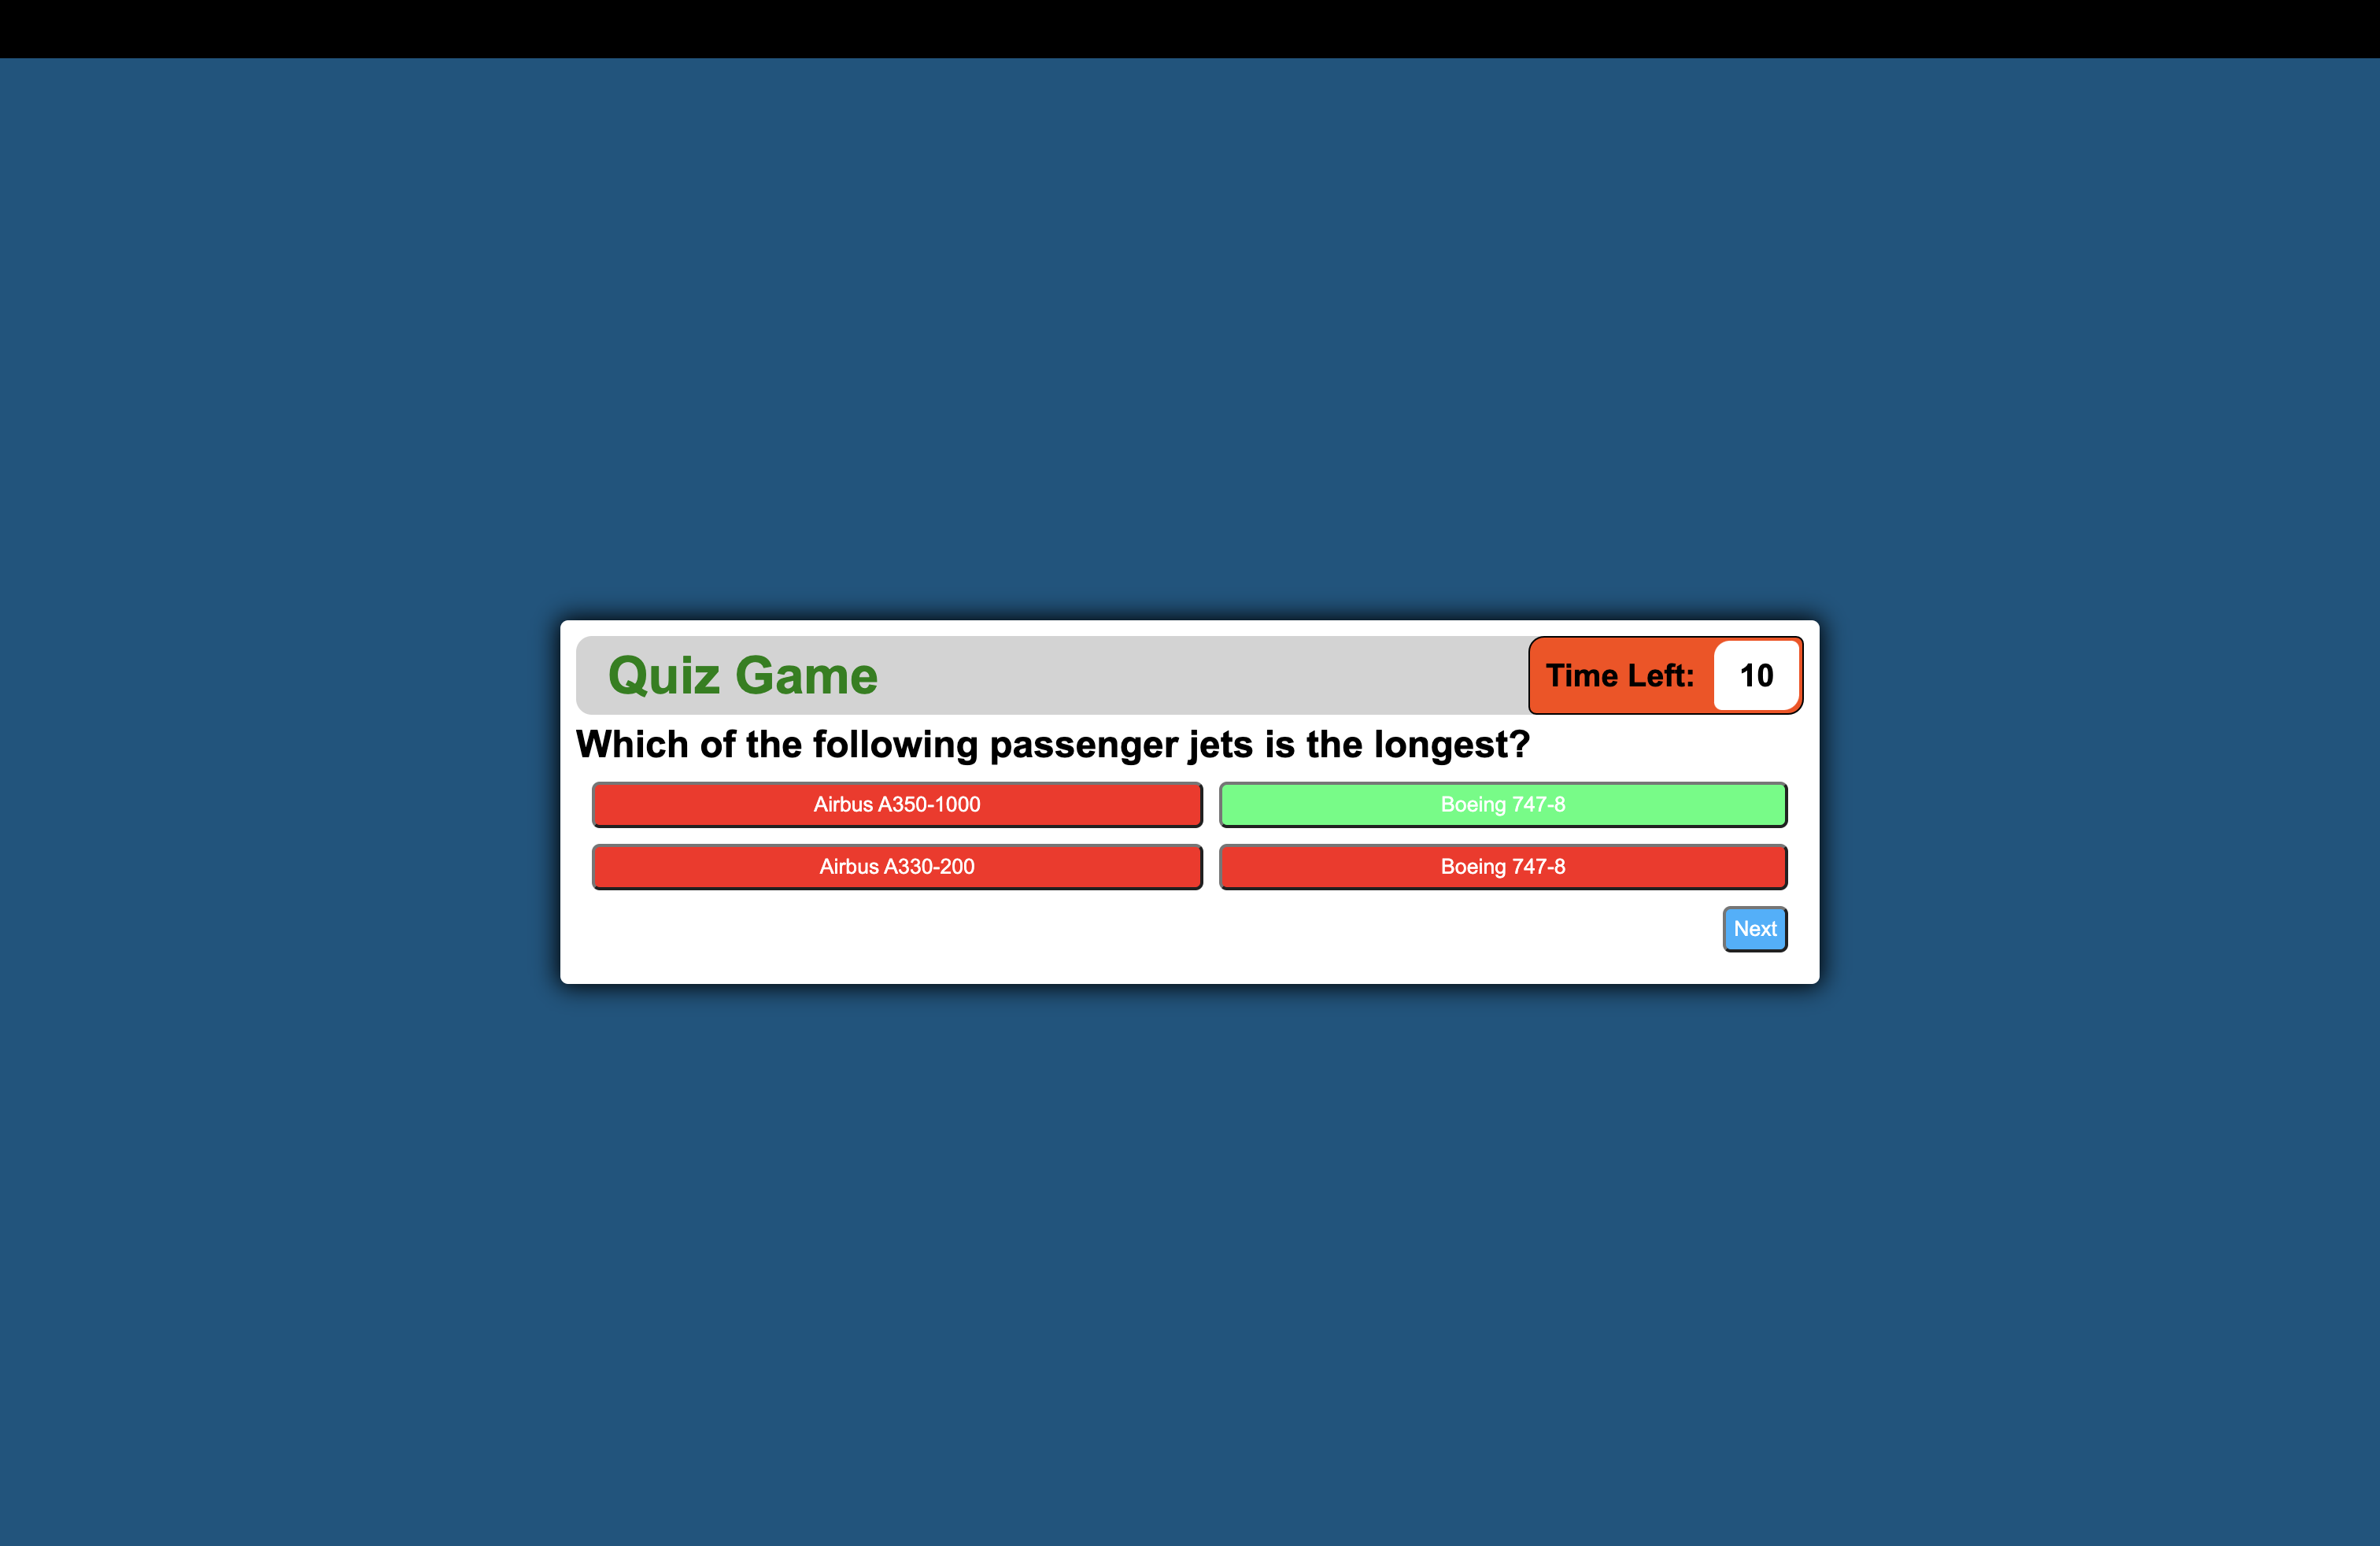 Quiz Game
Time Left: 10
Which of the following passenger jets is the longest?
Airbus A350-1000
Boeing 747-8
Airbus A330-200
Boeing 747-8
Next